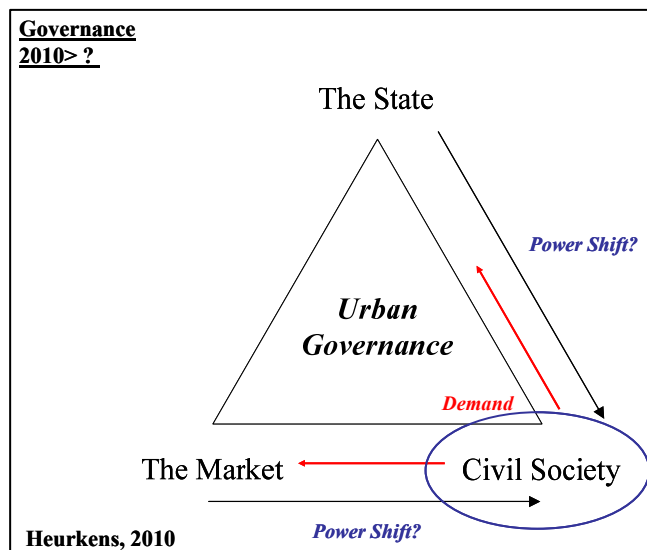 Governance
2010> ?
The State
Power Shift?
Urban
Governance
Demand
The Market
Civil Society
Power Shift?
Heurkens, 2010